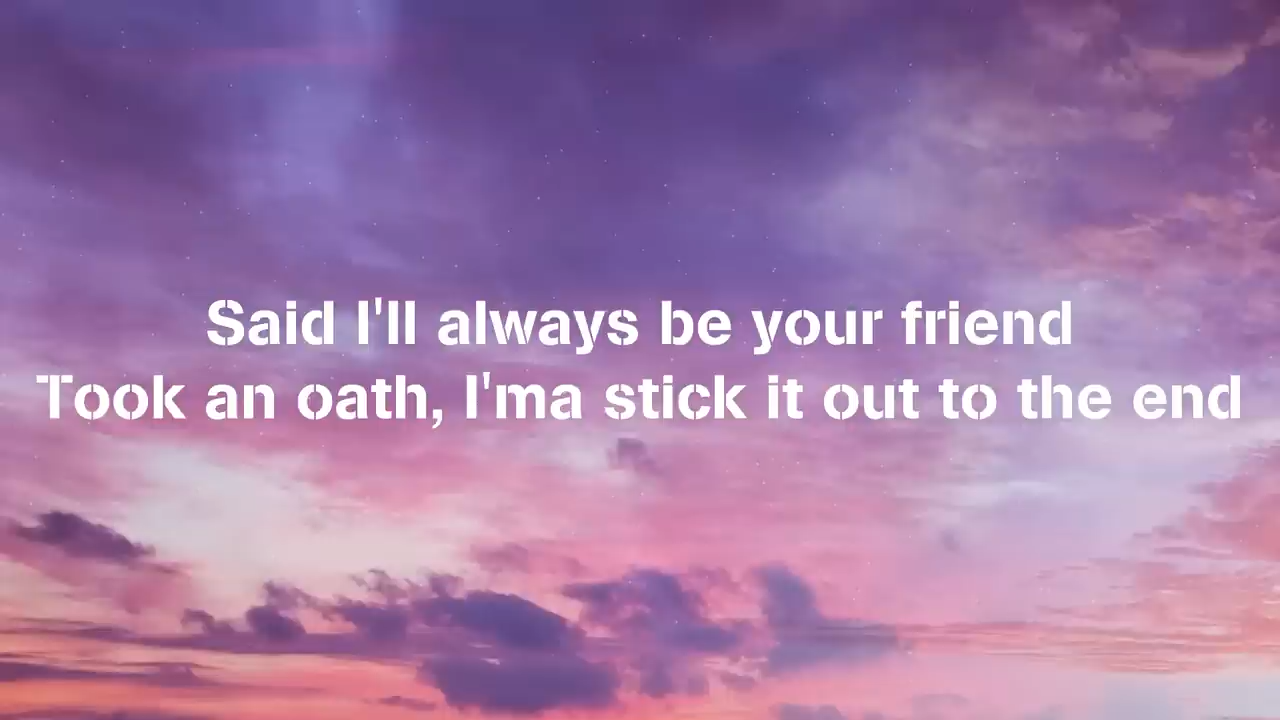 Said I'll always be your friend
Took an oath, I'ma stick it out to the end